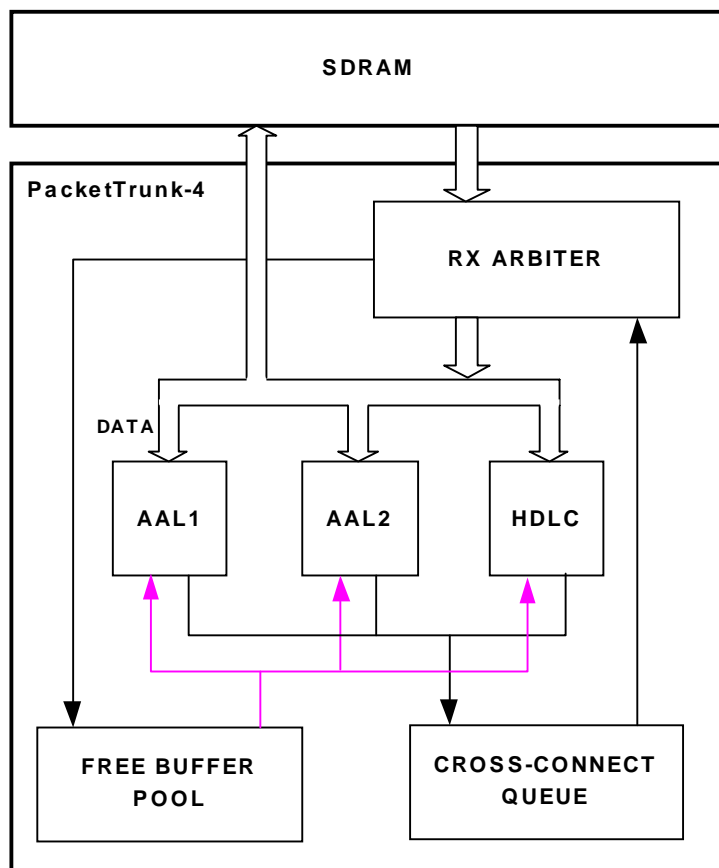 SDRAM
PacketTrunk-4
RX ARBITER
DATA
AAL1
AAL2
HDLC
FREE BUFFER
POOL
CROSS-CONNECT
QUEUE